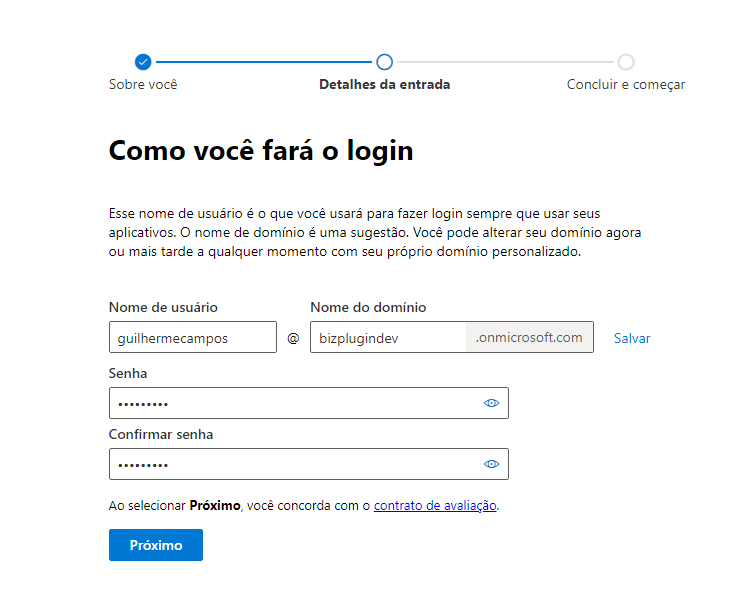 Sobre você
Detalhes da entrada
Concluir e começar
Como você fará o login
Esse nome de usuário é o que você usará para fazer login sempre que usar seus
aplicativos. O nome de domínio é uma sugestão. Você pode alterar seu domínio agora
ou mais tarde a qualquer momento com seu próprio domínio personalizado.
Nome de usuário
Nome do domínio
guilhermecampos @ bizplugindev .onmicrosoft.com Salvar
Senha
•••••••••
Confirmar senha
•••••••••
Ao selecionar Próximo, você concorda com o contrato de avaliação.
Próximo